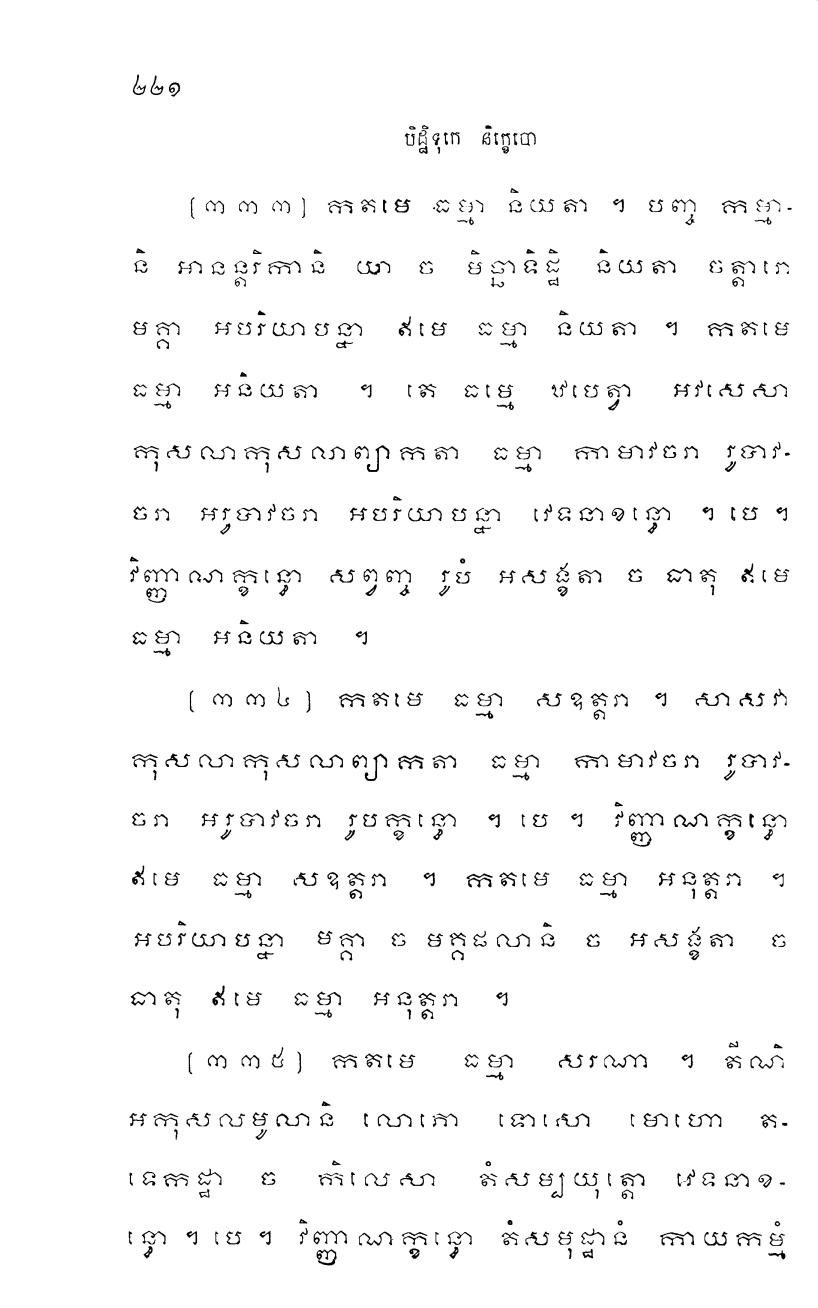 ២២១
បិដ្ឋិទុកេ និក្ខេបោ
(៣៣៣) កតមេ ធម្មា និយតា ។ បញ្ច កម្មា-
និ អានន្តរិកានិ យា ច មិច្ឆាទិដ្ឋិ និយតា ចត្តារោ
មគ្គា អបរិយាបន្នា ឥមេ ធម្មា និយតា ។ កតមេ
ធម្មា អនិយតា ។ តេ ធម្មេ ឋបេត្វា អវសេសា
កុសលាកុសលាព្យាកតា ធម្មា កាមាវចរា រូបាវ-
ចរា អរូបាវចរា អបរិយាបន្នា វេទនាខន្ធោ ។ បេ ។
វិញ្ញាណក្ខន្ធោ សព្វញ្ច រូបំ អសង្ខតា ច ធាតុ ឥមេ
ធម្មា អនិយតា ។
(៣៣៤) កតមេ ធម្មា សឧត្តរា ។ សាសវា
កុសលាកុសលាព្យាកតា ធម្មា កាមាវចរា រូបាវ-
ចរា អរូបាវចរា រូបក្ខន្ធោ ។ បេ ។ វិញ្ញាណក្ខន្ធោ
ឥមេ ធម្មា សឧត្តរា ។ កតមេ ធម្មា អនុត្តរា ។
អបរិយាបន្នា មគ្គា ច មគ្គផលានិ ច អសង្ខតា ច
ធាតុ ឥមេ ធម្មា អនុត្តរា ។
(៣៣៥) កតមេ ធម្មា សរណា ។ តីណិ
អកុសលមូលានិ លោភោ ទោសោ មោហោ ត-
ទេកដ្ឋា ច កិលេសា តំសម្បយុត្តោ វេទនាខ-
ន្ធោ ។ បេ ។ វិញ្ញាណក្ខន្ធោ តំសមុដ្ឋានំ កាយកម្មំ